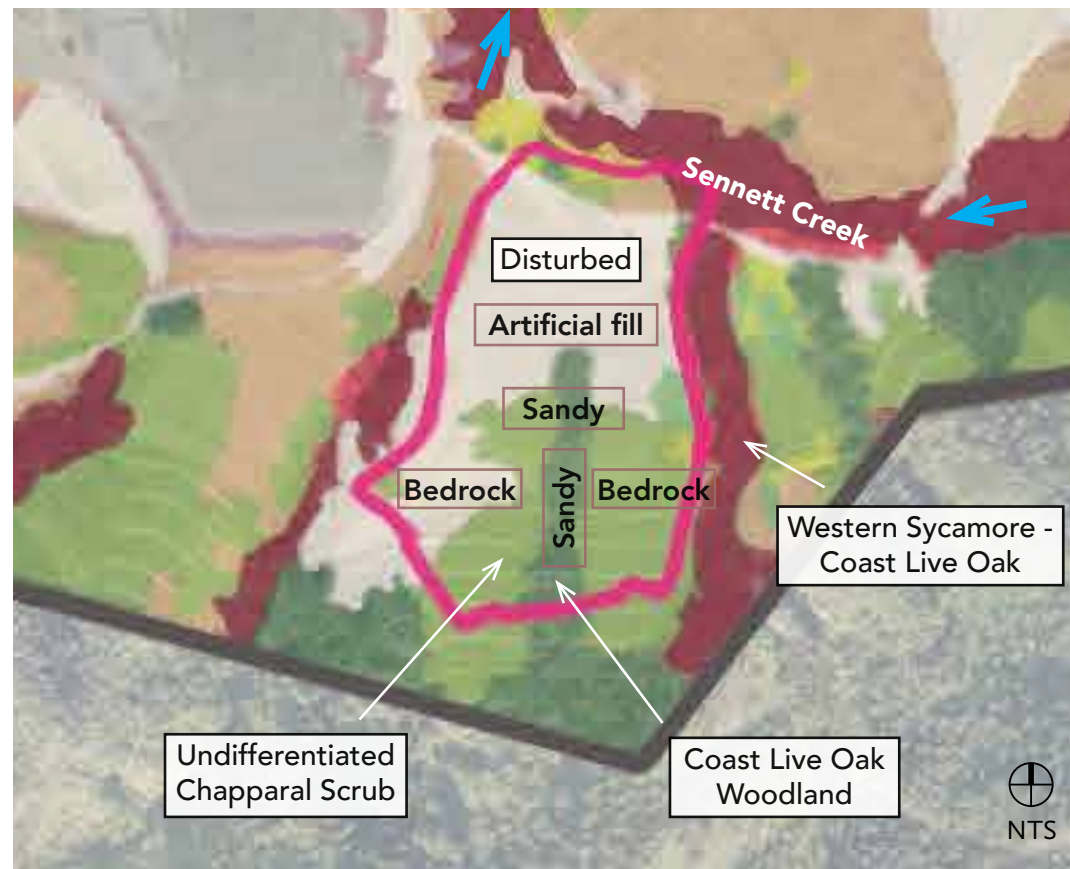 Sennett Creek
Disturbed
Artificial fill
Sandy
Bedrock
Sandy
Bedrock
Western Sycamore -
Coast Live Oak
Undifferentiated
Chapparal Scrub
Coast Live Oak
Woodland
NTS